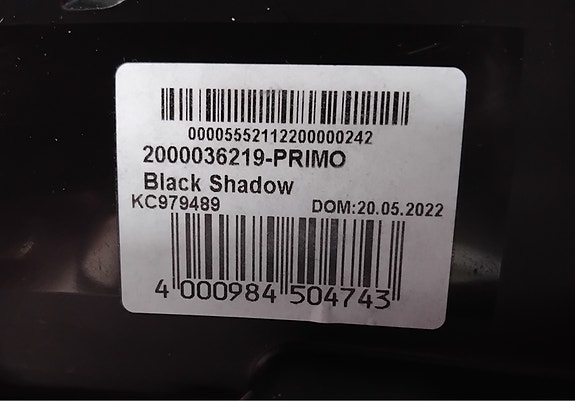 00005552112200000242
2000036219-PRIMO
Black Shadow
KC979489 DOM:20.05.2022
4 000984 504743